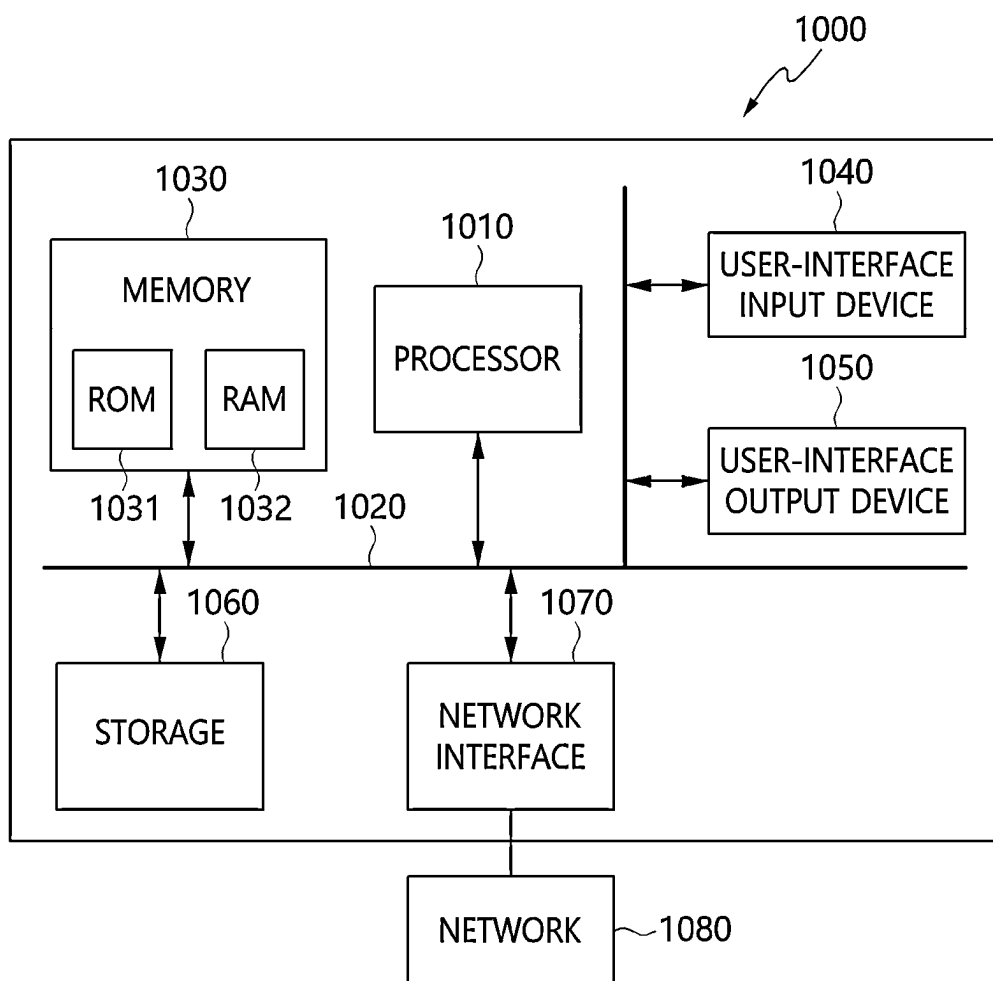 1000
1030
1010
1040
MEMORY
USER-INTERFACE
INPUT DEVICE
PROCESSOR
ROM
RAM
1050
USER-INTERFACE
OUTPUT DEVICE
1031
1032
1020
1060
1070
STORAGE
NETWORK
INTERFACE
NETWORK
1080